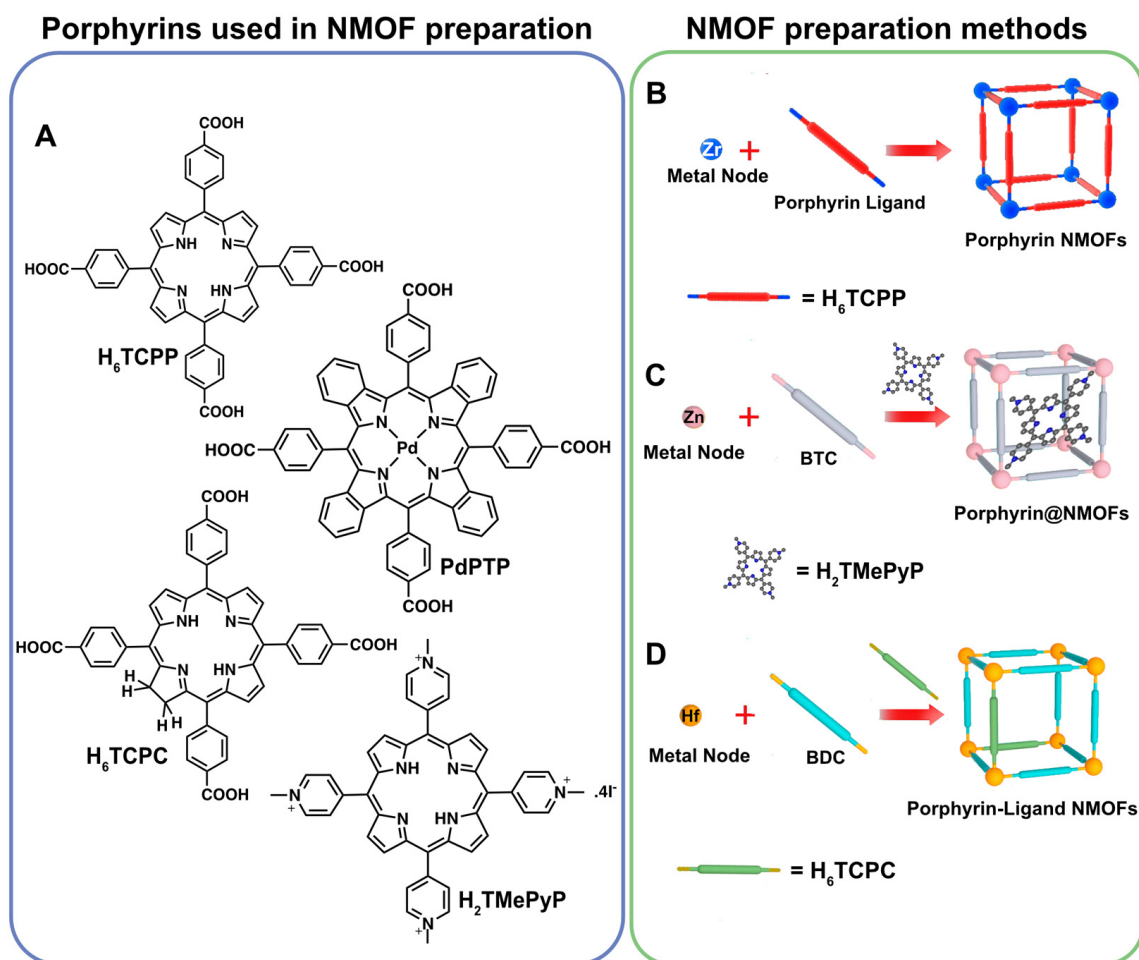 Porphyrins used in NMOF preparation
A
COOH
NH
N
HOOC
COOH
N
HN
H₆TCPP
COOH
COOH
N
N
HOOC
Pd
COOH
N
N
PdPTP
COOH
COOH
NH
N
HOOC
COOH
N
HN
H
H
H₆TCPC
COOH
N
+
NH
N
N
+
N
+
.4I⁻
N
HN
H₂TMePyP
N
+
NMOF preparation methods
B
Zr
+
Metal Node
Porphyrin Ligand
Porphyrin NMOFs
= H₆TCPP
C
Zn
+
Metal Node
BTC
Porphyrin@NMOFs
= H₂TMePyP
D
Hf
+
Metal Node
BDC
Porphyrin-Ligand NMOFs
= H₆TCPC